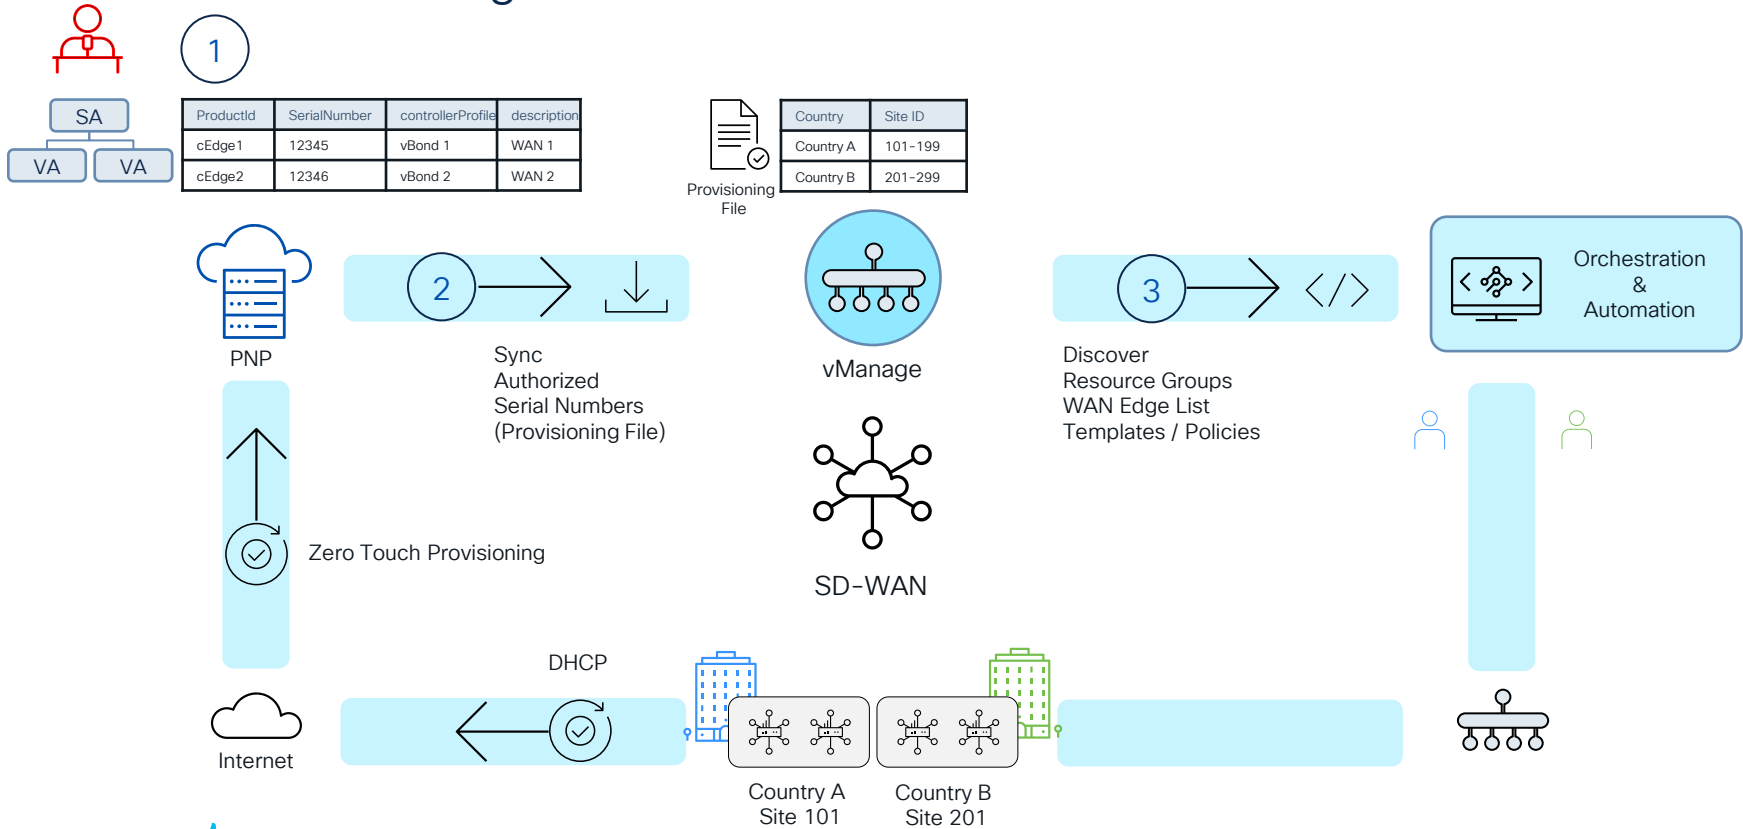 g
1
SA
VA
VA
ProductId SerialNumber controllerProfile description
cEdge1 12345 vBond 1 WAN 1
cEdge2 12346 vBond 2 WAN 2
Provisioning
File
Country Site ID
Country A 101-199
Country B 201-299
PNP
2
Sync
Authorized
Serial Numbers
(Provisioning File)
vManage
3
</>
Discover
Resource Groups
WAN Edge List
Templates / Policies
Orchestration
&
Automation
SD-WAN
Zero Touch Provisioning
DHCP
Internet
Country A
Site 101
Country B
Site 201